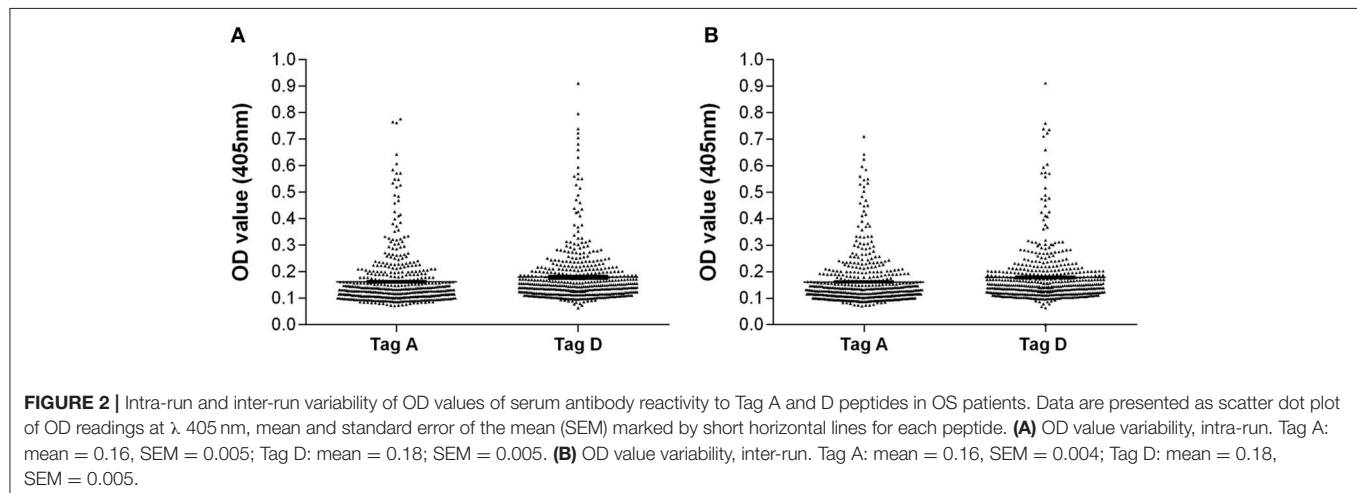 A
B
OD value (405nm)
1.0
0.9
0.8
0.7
0.6
0.5
0.4
0.3
0.2
0.1
0.0
Tag A Tag D
OD value (405nm)
1.0
0.9
0.8
0.7
0.6
0.5
0.4
0.3
0.2
0.1
0.0
Tag A Tag D
FIGURE 2 | Intra-run and inter-run variability of OD values of serum antibody reactivity to Tag A and D peptides in OS patients. Data are presented as scatter dot plot
of OD readings at λ 405 nm, mean and standard error of the mean (SEM) marked by short horizontal lines for each peptide. (A) OD value variability, intra-run. Tag A:
mean = 0.16, SEM = 0.005; Tag D: mean = 0.18; SEM = 0.005. (B) OD value variability, inter-run. Tag A: mean = 0.16, SEM = 0.004; Tag D: mean = 0.18,
SEM = 0.005.